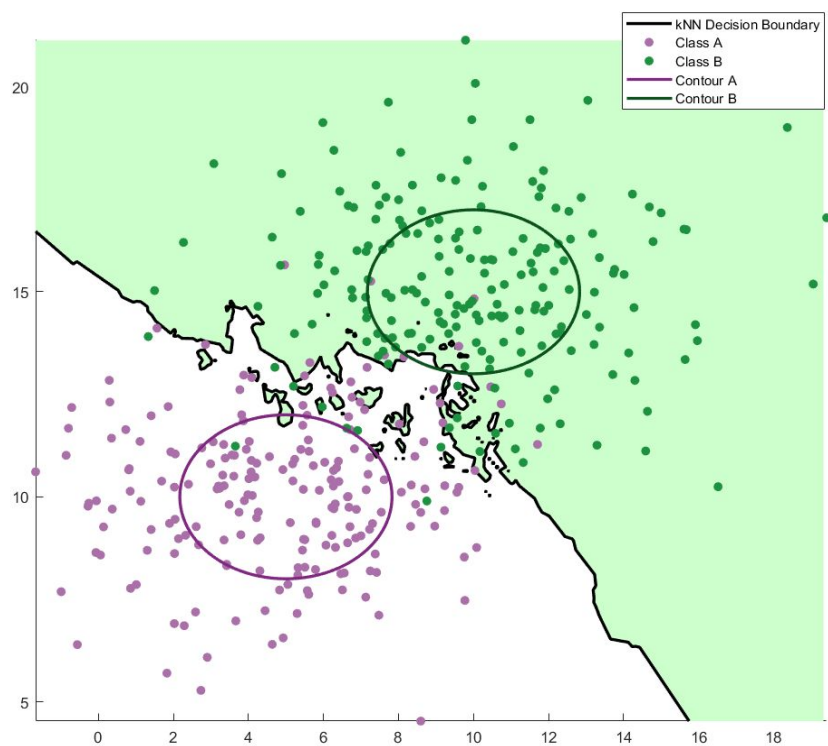 kNN Decision Boundary
Class A
Class B
Contour A
Contour B
20
15
10
5
0 2 4 6 8 10 12 14 16 18